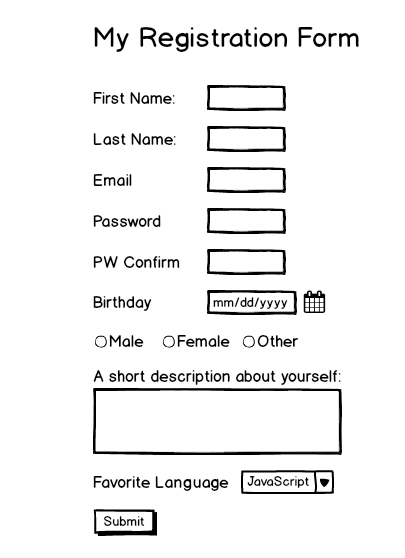 My Registration Form
First Name:
Last Name:
Email
Password
PW Confirm
Birthday mm/dd/yyyy
Male Female Other
A short description about yourself:
Favorite Language JavaScript
Submit